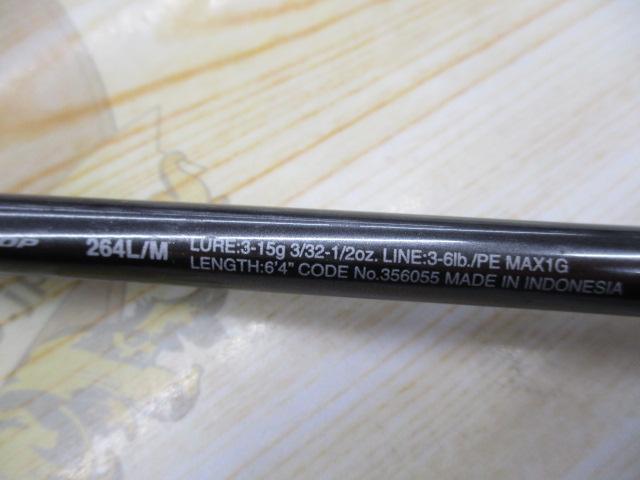 264L/M LURE:3-15g 3/32-1/2oz. LINE:3-6lb./PE MAX1G
LENGTH:6'4" CODE No.356055 MADE IN INDONESIA